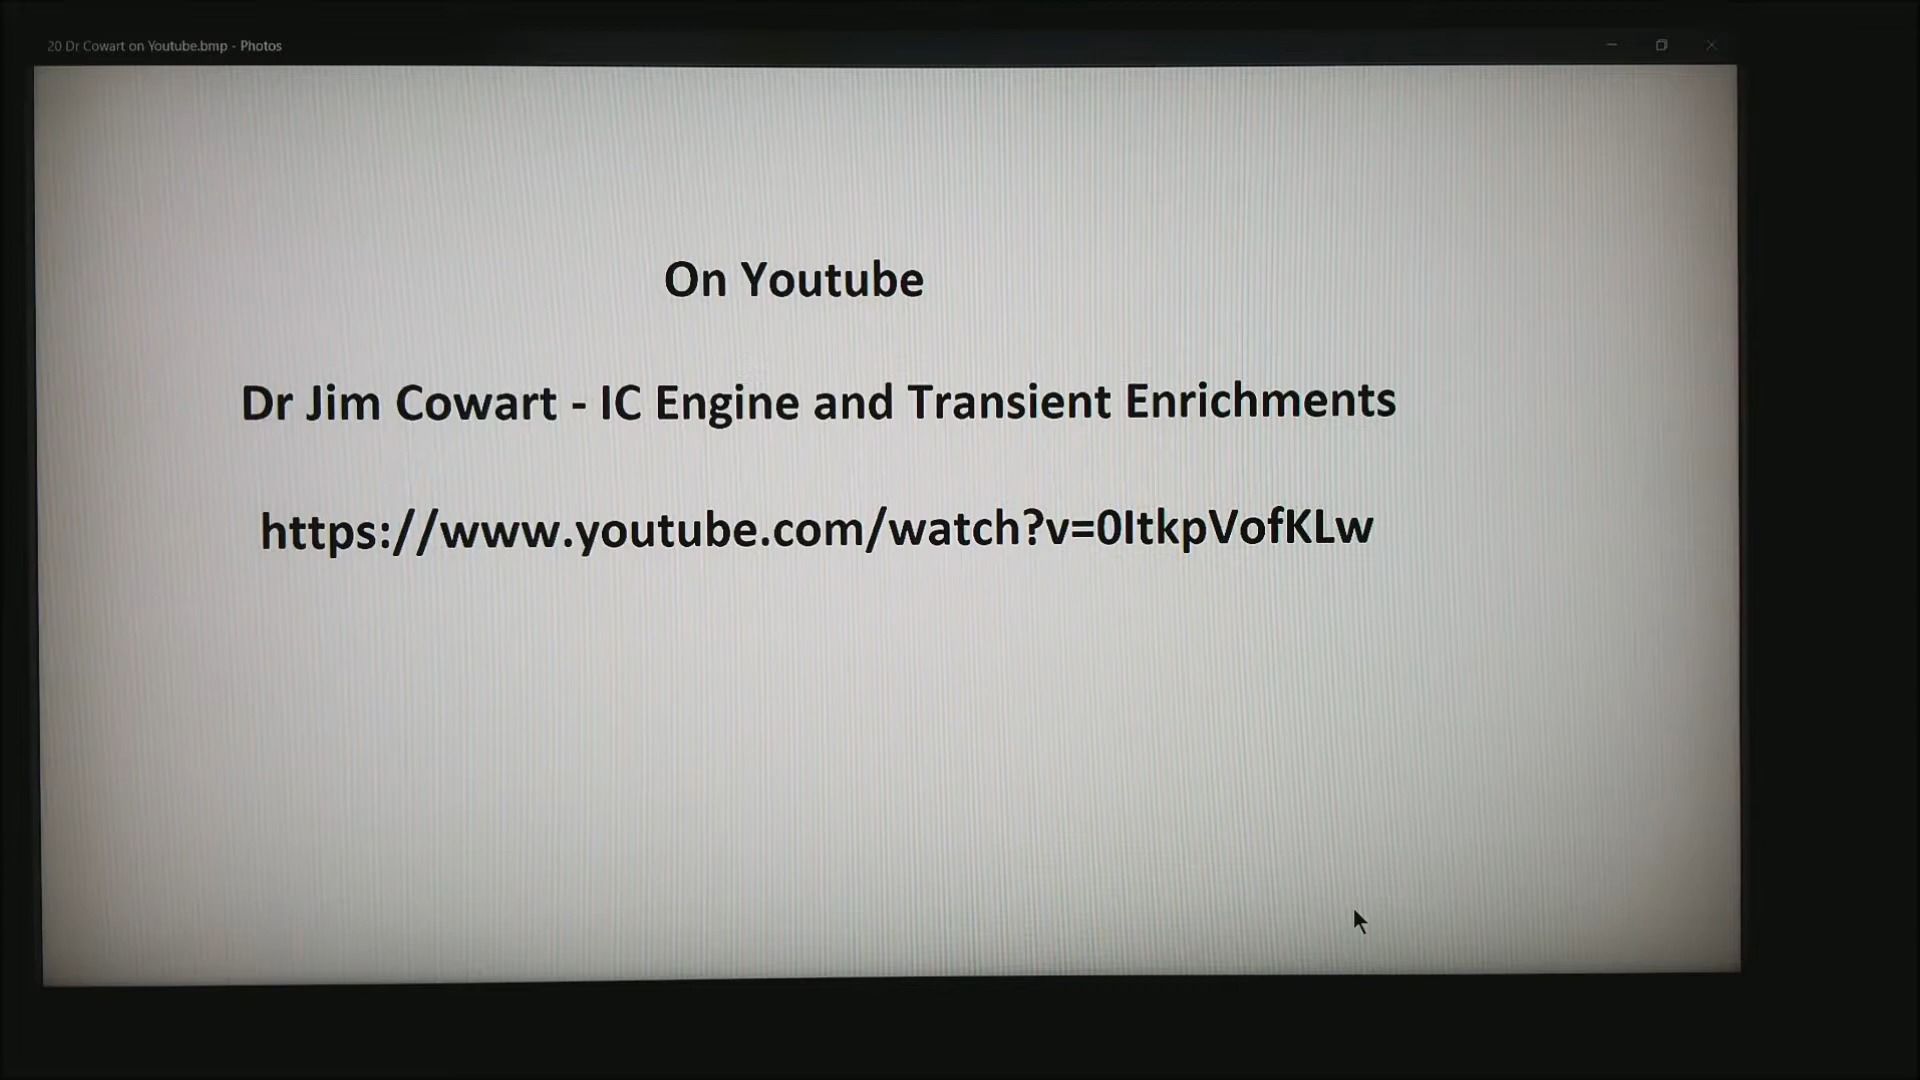 20 Dr Cowart on Youtube.bmp - Photos
On Youtube
Dr Jim Cowart - IC Engine and Transient Enrichments
https://www.youtube.com/watch?v=0ItkpVofKLw